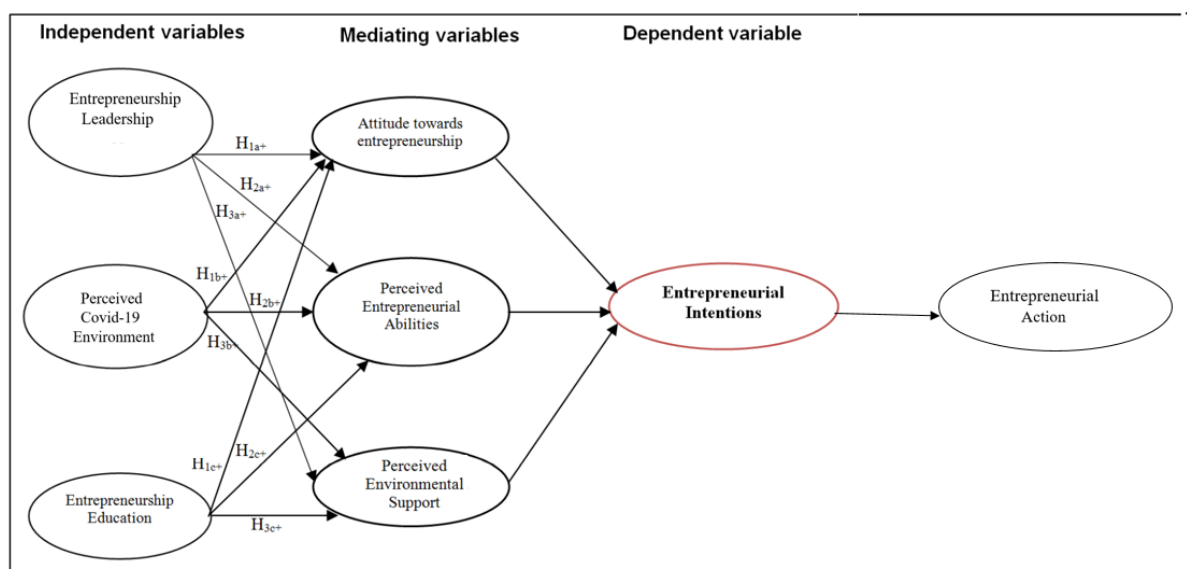 Independent variables
Mediating variables
Dependent variable
Entrepreneurship
Leadership
Attitude towards
entrepreneurship
H1a+
H2a+
H3a+
Perceived
Covid-19
Environment
H1b+
H2b+
H3b+
Perceived
Entrepreneurial
Abilities
Entrepreneurial
Intentions
Entrepreneurial
Action
Entrepreneurship
Education
H1c+
H2c+
H3c+
Perceived
Environmental
Support